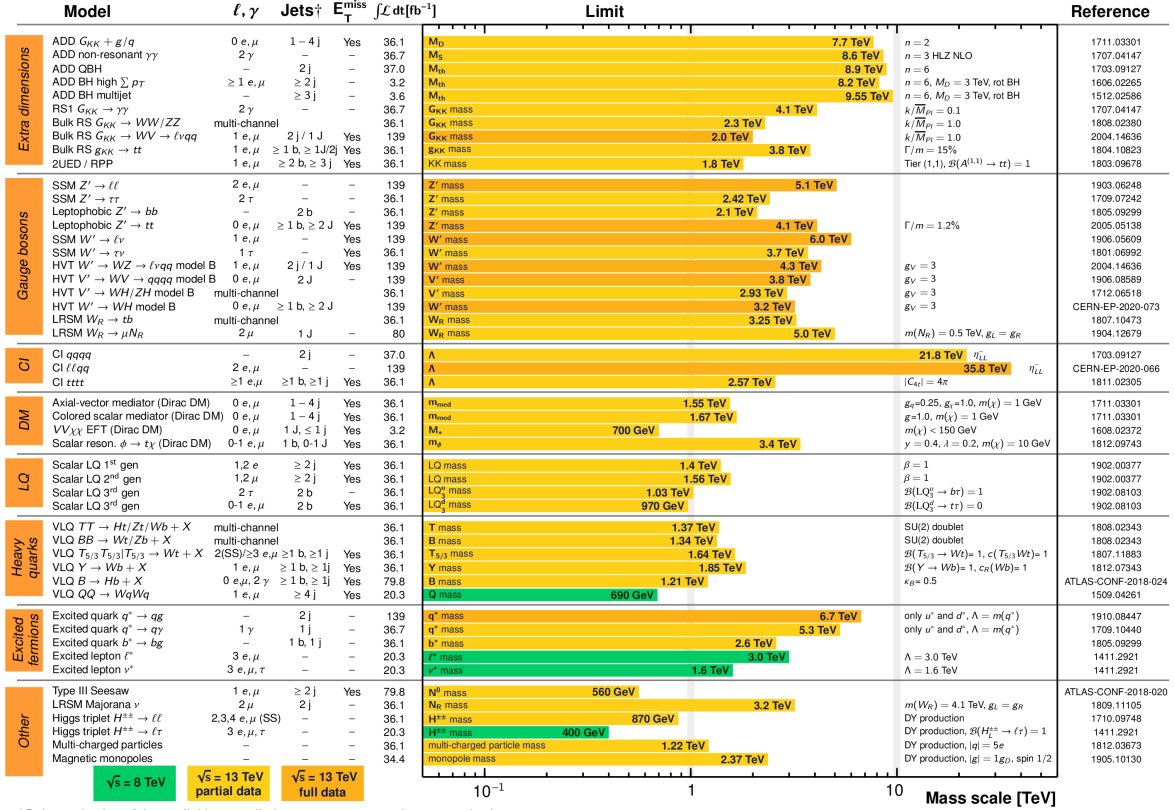 Model ℓ, γ Jets† E_T^miss ∫ℒ dt[fb⁻¹] Limit Reference
Extra dimensions
ADD G_KK + g/q 0 e, μ 1 − 4 j Yes 36.1 M_D 7.7 TeV n = 2 1711.03301
ADD non-resonant γγ 2 γ − − 36.7 M_S 8.6 TeV n = 3 HLZ NLO 1707.04147
ADD QBH − 2 j − 37.0 M_th 8.9 TeV n = 6 1703.09127
ADD BH high ∑ p_T ≥ 1 e, μ ≥ 2 j − 3.2 M_th 8.2 TeV n = 6, M_D = 3 TeV, rot BH 1606.02265
ADD BH multijet − ≥ 3 j − 3.6 M_th 9.55 TeV n = 6, M_D = 3 TeV, rot BH 1512.02586
RS1 G_KK → γγ 2 γ − − 36.7 G_KK mass 4.1 TeV k/M̅_Pl = 0.1 1707.04147
Bulk RS G_KK → WW/ZZ multi-channel 36.1 G_KK mass 2.3 TeV k/M̅_Pl = 1.0 1808.02380
Bulk RS G_KK → WV → ℓνqq 1 e, μ 2 j / 1 J Yes 139 G_KK mass 2.0 TeV k/M̅_Pl = 1.0 2004.14636
Bulk RS g_KK → tt 1 e, μ ≥ 1 b, ≥ 1J/2j Yes 36.1 g_KK mass 3.8 TeV Γ/m = 15% 1804.10823
2UED / RPP 1 e, μ ≥ 2 b, ≥ 3 j Yes 36.1 KK mass 1.8 TeV Tier (1,1), ℬ(A^(1,1) → tt) = 1 1803.09678
Gauge bosons
SSM Z′ → ℓℓ 2 e, μ − − 139 Z′ mass 5.1 TeV 1903.06248
SSM Z′ → ττ 2 τ − − 36.1 Z′ mass 2.42 TeV 1709.07242
Leptophobic Z′ → bb − 2 b − 36.1 Z′ mass 2.1 TeV 1805.09299
Leptophobic Z′ → tt 0 e, μ ≥ 1 b, ≥ 2 J Yes 139 Z′ mass 4.1 TeV Γ/m = 1.2% 2005.05138
SSM W′ → ℓν 1 e, μ − Yes 139 W′ mass 6.0 TeV 1906.05609
SSM W′ → τν 1 τ − Yes 36.1 W′ mass 3.7 TeV 1801.06992
HVT W′ → WZ → ℓνqq model B 1 e, μ 2 j / 1 J Yes 139 W′ mass 4.3 TeV g_V = 3 2004.14636
HVT V′ → WV → qqqq model B 0 e, μ 2 J − 139 V′ mass 3.8 TeV g_V = 3 1906.08589
HVT V′ → WH/ZH model B multi-channel 36.1 V′ mass 2.93 TeV g_V = 3 1712.06518
HVT W′ → WH model B 0 e, μ ≥ 1 b, ≥ 2 J 139 W′ mass 3.2 TeV g_V = 3 CERN-EP-2020-073
LRSM W_R → tb multi-channel 36.1 W_R mass 3.25 TeV 1807.10473
LRSM W_R → μN_R 2 μ 1 J − 80 W_R mass 5.0 TeV m(N_R) = 0.5 TeV, g_L = g_R 1904.12679
CI
CI qqqq − 2 j − 37.0 Λ 21.8 TeV η⁻_LL 1703.09127
CI ℓℓqq 2 e, μ − − 139 Λ 35.8 TeV η⁻_LL CERN-EP-2020-066
CI tttt ≥1 e, μ ≥1 b, ≥1 j Yes 36.1 Λ 2.57 TeV |C_4t| = 4π 1811.02305
DM
Axial-vector mediator (Dirac DM) 0 e, μ 1 − 4 j Yes 36.1 m_med 1.55 TeV g_q=0.25, g_χ=1.0, m(χ) = 1 GeV 1711.03301
Colored scalar mediator (Dirac DM) 0 e, μ 1 − 4 j Yes 36.1 m_med 1.67 TeV g=1.0, m(χ) = 1 GeV 1711.03301
VVχχ EFT (Dirac DM) 0 e, μ 1 J, ≤ 1 j Yes 3.2 M_* 700 GeV m(χ) < 150 GeV 1608.02372
Scalar reson. φ → tχ (Dirac DM) 0-1 e, μ 1 b, 0-1 J Yes 36.1 m_φ 3.4 TeV y = 0.4, λ = 0.2, m(χ) = 10 GeV 1812.09743
LQ
Scalar LQ 1st gen 1,2 e ≥ 2 j Yes 36.1 LQ mass 1.4 TeV β = 1 1902.00377
Scalar LQ 2nd gen 1,2 μ ≥ 2 j Yes 36.1 LQ mass 1.56 TeV β = 1 1902.00377
Scalar LQ 3rd gen 2 τ 2 b − 36.1 LQ₃ᵘ mass 1.03 TeV ℬ(LQ₃ᵘ → bτ) = 1 1902.08103
Scalar LQ 3rd gen 0-1 e, μ 2 b Yes 36.1 LQ₃ᵈ mass 970 GeV ℬ(LQ₃ᵈ → tτ) = 0 1902.08103
Heavy quarks
VLQ TT → Ht/Zt/Wb + X multi-channel 36.1 T mass 1.37 TeV SU(2) doublet 1808.02343
VLQ BB → Wt/Zb + X multi-channel 36.1 B mass 1.34 TeV SU(2) doublet 1808.02343
VLQ T_5/3 T_5/3|T_5/3 → Wt + X 2(SS)/≥3 e,μ ≥1 b, ≥1 j Yes 36.1 T_5/3 mass 1.64 TeV ℬ(T_5/3 → Wt)= 1, c(T_5/3Wt)= 1 1807.11883
VLQ Y → Wb + X 1 e, μ ≥ 1 b, ≥ 1j Yes 36.1 Y mass 1.85 TeV ℬ(Y → Wb)= 1, c_R(Wb)= 1 1812.07343
VLQ B → Hb + X 0 e,μ, 2 γ ≥ 1 b, ≥ 1j Yes 79.8 B mass 1.21 TeV κ_B= 0.5 ATLAS-CONF-2018-024
VLQ QQ → WqWq 1 e, μ ≥ 4 j Yes 20.3 Q mass 690 GeV 1509.04261
Excited fermions
Excited quark q* → qg − 2 j − 139 q* mass 6.7 TeV only u* and d*, Λ = m(q*) 1910.08447
Excited quark q* → qγ 1 γ 1 j − 36.7 q* mass 5.3 TeV only u* and d*, Λ = m(q*) 1709.10440
Excited quark b* → bg − 1 b, 1 j − 36.1 b* mass 2.6 TeV 1805.09299
Excited lepton ℓ* 3 e, μ − − 20.3 ℓ* mass 3.0 TeV Λ = 3.0 TeV 1411.2921
Excited lepton ν* 3 e, μ, τ − − 20.3 ν* mass 1.6 TeV Λ = 1.6 TeV 1411.2921
Other
Type III Seesaw 1 e, μ ≥ 2 j Yes 79.8 N⁰ mass 560 GeV ATLAS-CONF-2018-020
LRSM Majorana ν 2 μ 2 j − 36.1 N_R mass 3.2 TeV m(W_R) = 4.1 TeV, g_L = g_R 1809.11105
Higgs triplet H^±± → ℓℓ 2,3,4 e, μ (SS) − − 36.1 H^±± mass 870 GeV DY production 1710.09748
Higgs triplet H^±± → ℓτ 3 e, μ, τ − − 20.3 H^±± mass 400 GeV DY production, ℬ(H_L^±± → ℓτ) = 1 1411.2921
Multi-charged particles − − − 36.1 multi-charged particle mass 1.22 TeV DY production, |q| = 5e 1812.03673
Magnetic monopoles − − − 34.4 monopole mass 2.37 TeV DY production, |g| = 1g_D, spin 1/2 1905.10130
√s = 8 TeV
√s = 13 TeV partial data
√s = 13 TeV full data
10⁻¹ 1 10
Mass scale [TeV]